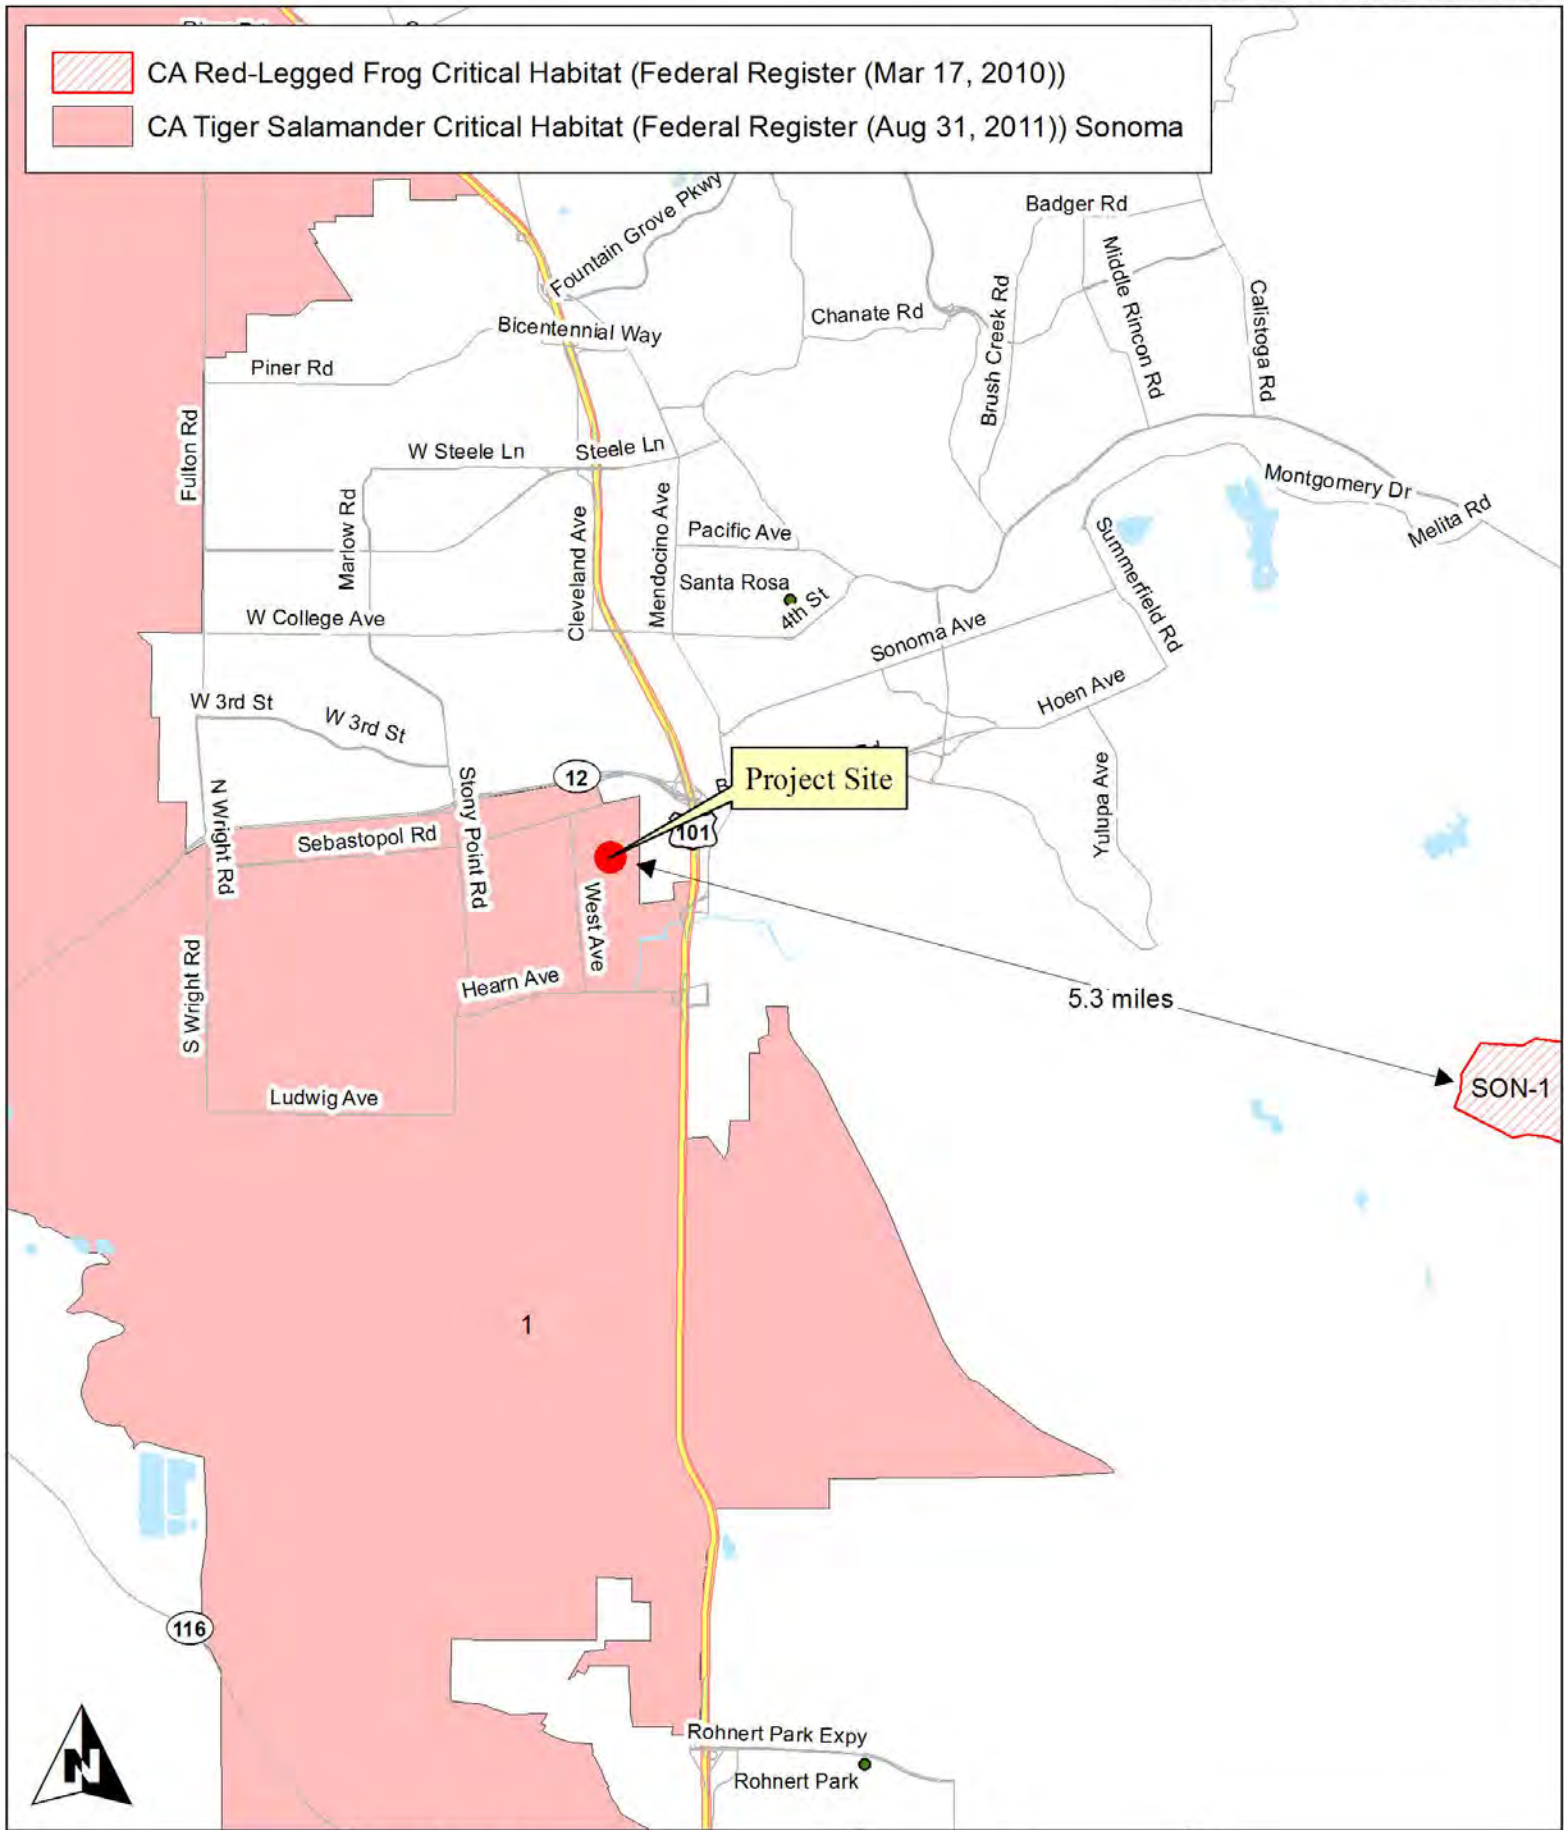 CA Red-Legged Frog Critical Habitat (Federal Register (Mar 17, 2010))
CA Tiger Salamander Critical Habitat (Federal Register (Aug 31, 2011)) Sonoma
Badger Rd
Fountain Grove Pkwy
Middle Rincon Rd
Calistoga Rd
Brush Creek Rd
Chanate Rd
Bicentennial Way
Piner Rd
Fulton Rd
W Steele Ln
Steele Ln
Marlow Rd
Cleveland Ave
Mendocino Ave
Montgomery Dr
Melita Rd
Pacific Ave
Summerfield Rd
Santa Rosa
4th St
W College Ave
Sonoma Ave
Hoen Ave
W 3rd St
W 3rd St
12
Project Site
N Wright Rd
Stony Point Rd
Yulupa Ave
101
Sebastopol Rd
West Ave
S Wright Rd
Hearn Ave
5.3 miles
SON-1
Ludwig Ave
1
116
Rohnert Park Expy
Rohnert Park
N